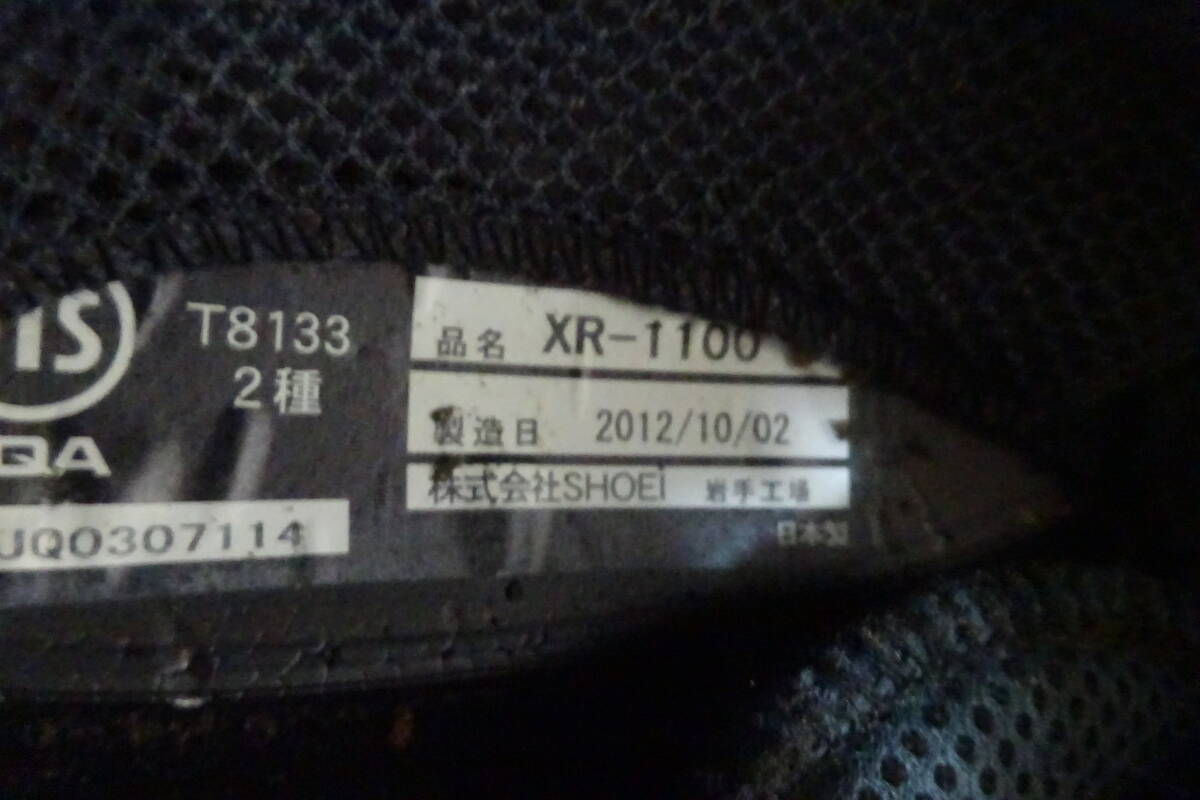 IS
T8133
2種
QA
UQ0307114
品名 XR-1100
製造日 2012/10/02
株式会社SHOEI 岩手工場
日本製